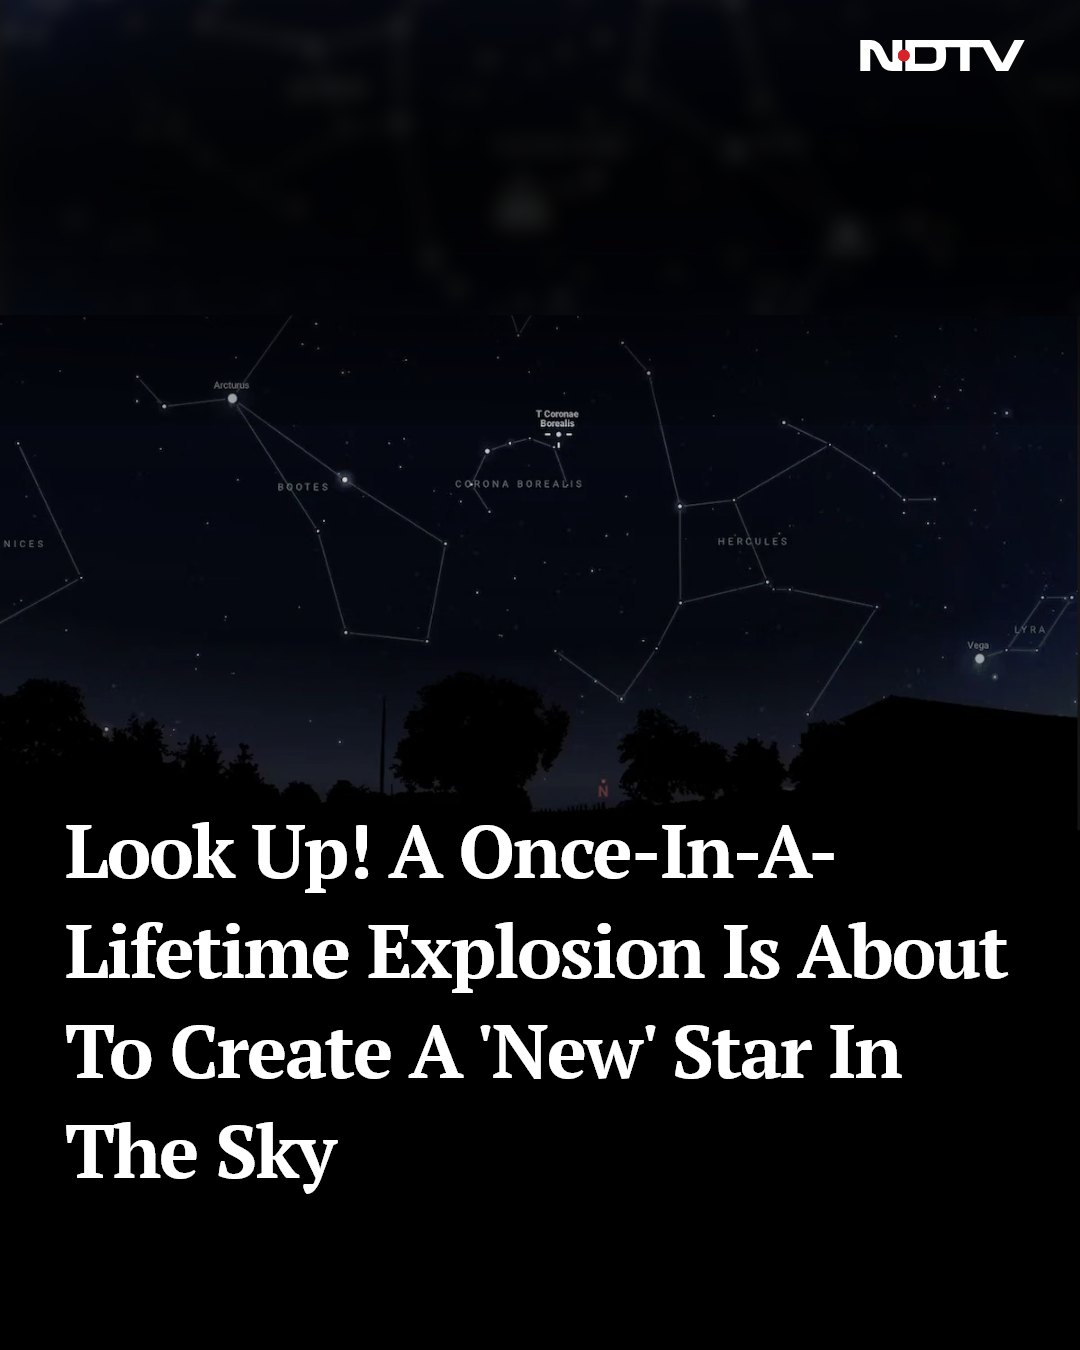 NDTV
Arcturus
T Coronae
Borealis
BOOTES
CORONA BOREALIS
NICES
HERCULES
LYRA
Vega
N
Look Up! A Once-In-A-
Lifetime Explosion Is About
To Create A 'New' Star In
The Sky